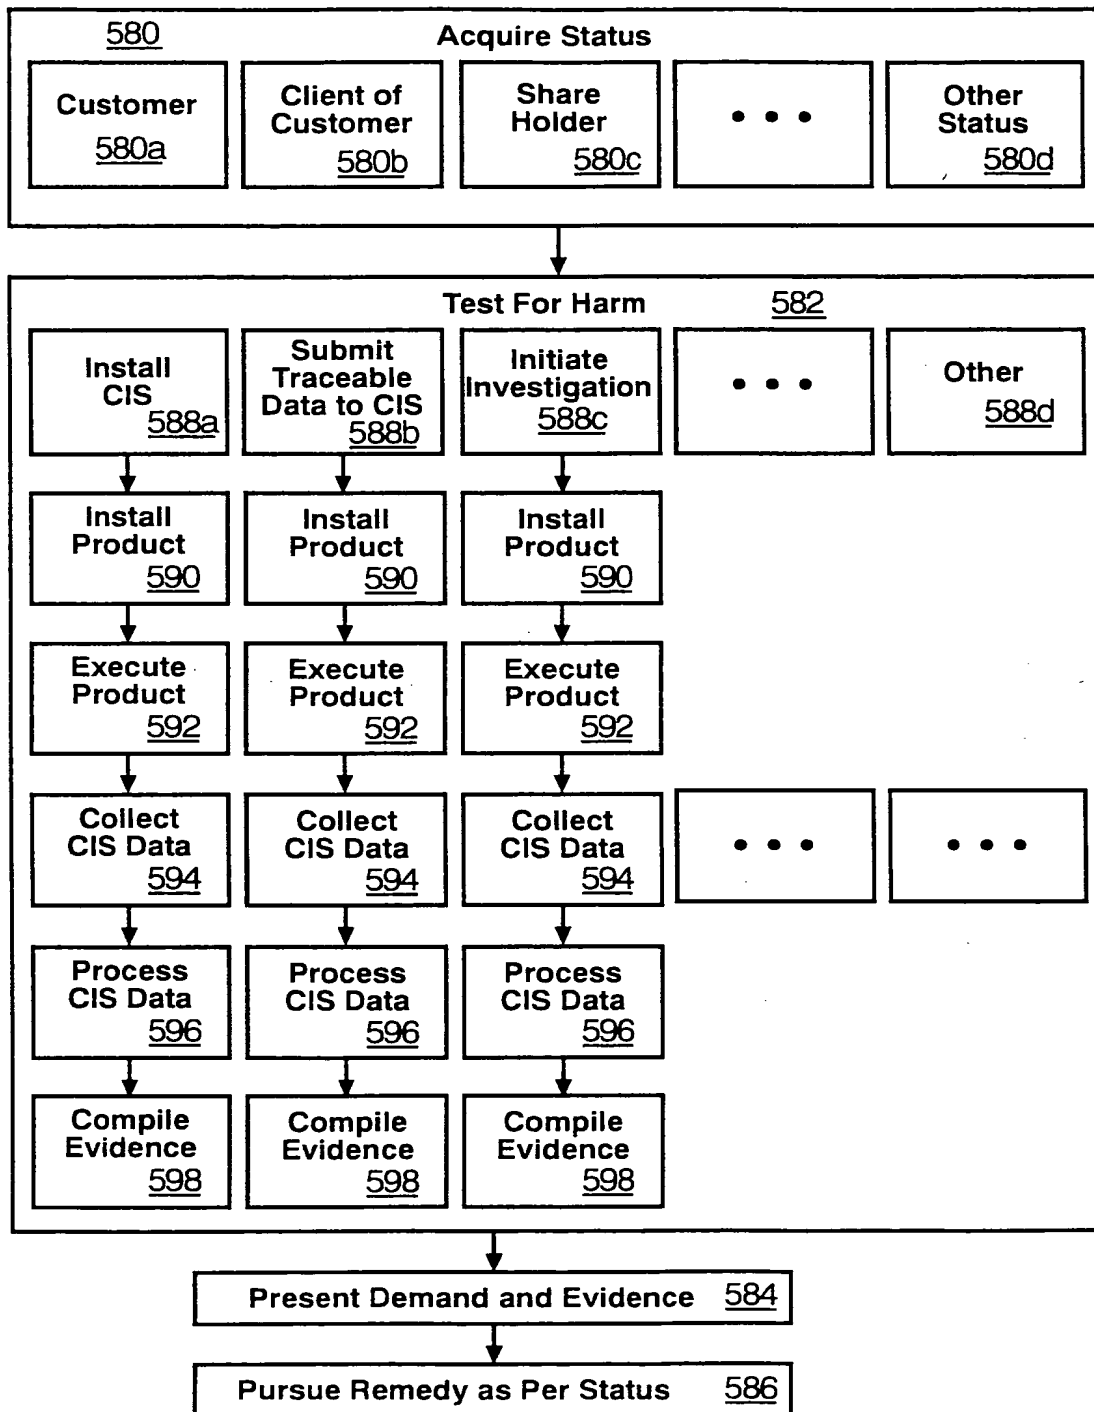 580 Acquire Status
Customer
580a
Client of
Customer
580b
Share
Holder
580c
• • •
Other
Status
580d
Test For Harm 582
Install
CIS
588a
Submit
Traceable
Data to CIS
588b
Initiate
Investigation
588c
• • •
Other
588d
Install
Product
590
Install
Product
590
Install
Product
590
Execute
Product
592
Execute
Product
592
Execute
Product
592
Collect
CIS Data
594
Collect
CIS Data
594
Collect
CIS Data
594
• • •
• • •
Process
CIS Data
596
Process
CIS Data
596
Process
CIS Data
596
Compile
Evidence
598
Compile
Evidence
598
Compile
Evidence
598
Present Demand and Evidence 584
Pursue Remedy as Per Status 586